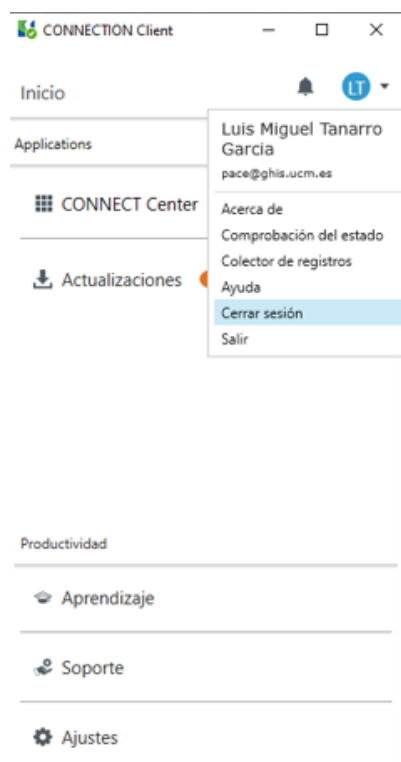 CONNECTION Client
Inicio
LT
Luis Miguel Tanarro
Garcia
pace@ghis.ucm.es
Applications
CONNECT Center
Acerca de
Comprobación del estado
Colector de registros
Ayuda
Cerrar sesión
Salir
Actualizaciones
Productividad
Aprendizaje
Soporte
Ajustes